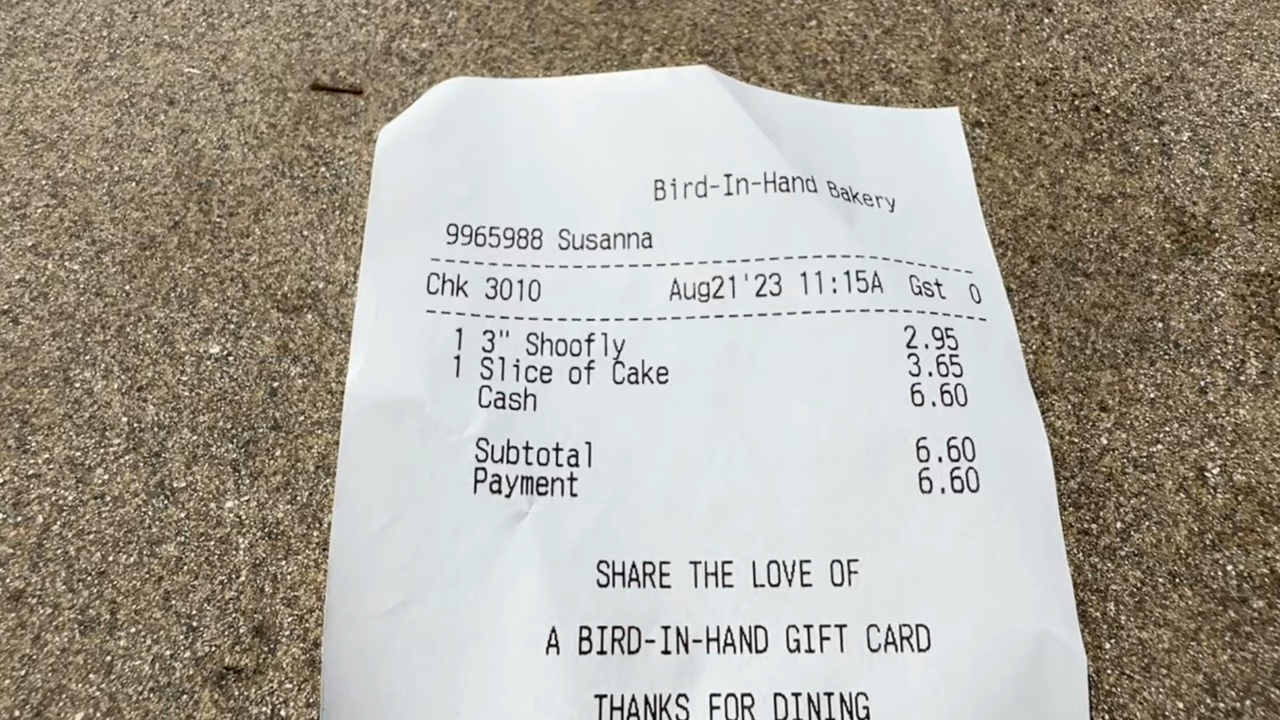 Bird-In-Hand Bakery
9965988 Susanna
Chk 3010 Aug21'23 11:15A Gst 0
1 3" Shoofly 2.95
1 Slice of Cake 3.65
Cash 6.60
Subtotal 6.60
Payment 6.60
SHARE THE LOVE OF
A BIRD-IN-HAND GIFT CARD
THANKS FOR DINING